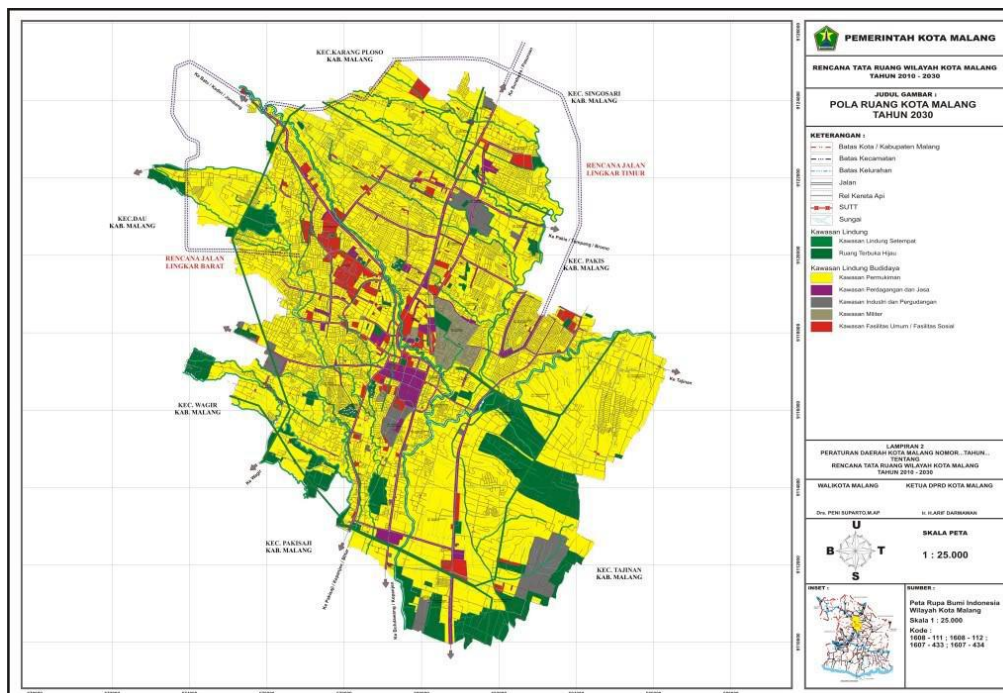 KEC.KARANG PLOSO
KAB. MALANG
KEC. SINGOSARI
KAB. MALANG
RENCANA JALAN
LINGKAR TIMUR
KEC.DAU
KAB. MALANG
RENCANA JALAN
LINGKAR BARAT
KEC. PAKIS
KAB. MALANG
Ke Tajinan
KEC. WAGIR
KAB. MALANG
Ke Wagir
KEC. PAKISAJI
KAB. MALANG
KEC. TAJINAN
KAB. MALANG
PEMERINTAH KOTA MALANG
RENCANA TATA RUANG WILAYAH KOTA MALANG
TAHUN 2010 - 2030
JUDUL GAMBAR :
POLA RUANG KOTA MALANG
TAHUN 2030
KETERANGAN :
Batas Kota / Kabupaten Malang
Batas Kecamatan
Batas Kelurahan
Jalan
Rel Kereta Api
SUTT
Sungai
Kawasan Lindung
Kawasan Lindung Setempat
Ruang Terbuka Hijau
Kawasan Lindung Budidaya
Kawasan Permukiman
Kawasan Perdagangan dan Jasa
Kawasan Industri dan Pergudangan
Kawasan Militer
Kawasan Fasilitas Umum / Fasilitas Sosial
LAMPIRAN 2
PERATURAN DAERAH KOTA MALANG NOMOR...TAHUN...
TENTANG
RENCANA TATA RUANG WILAYAH KOTA MALANG
TAHUN 2010 - 2030
WALIKOTA MALANG
KETUA DPRD KOTA MALANG
Drs. PENI SUPARTO,M.AP
Ir. H.ARIF DARMAWAN
U
B T
S
SKALA PETA
1 : 25.000
INSET :
SUMBER :
Peta Rupa Bumi Indonesia
Wilayah Kota Malang
Skala 1 : 25.000
Kode :
1608 - 111 ; 1608 - 112 ;
1607 - 433 ; 1607 - 434